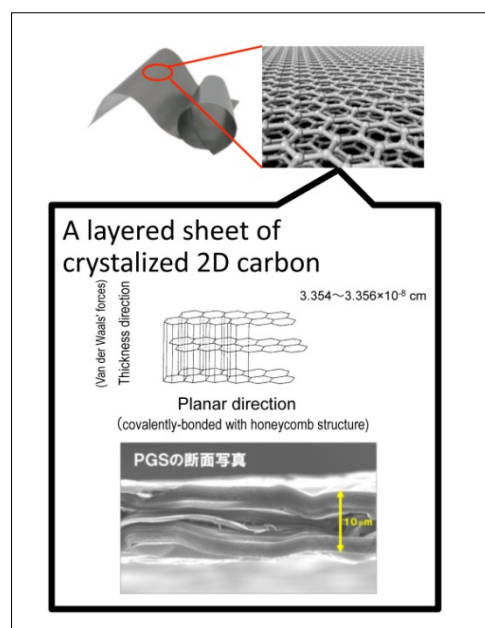 A layered sheet of
crystalized 2D carbon
3.354～3.356×10⁻⁸ cm
(Van der Waals' forces)
Thickness direction
Planar direction
(covalently-bonded with honeycomb structure)
PGSの断面写真
10μm